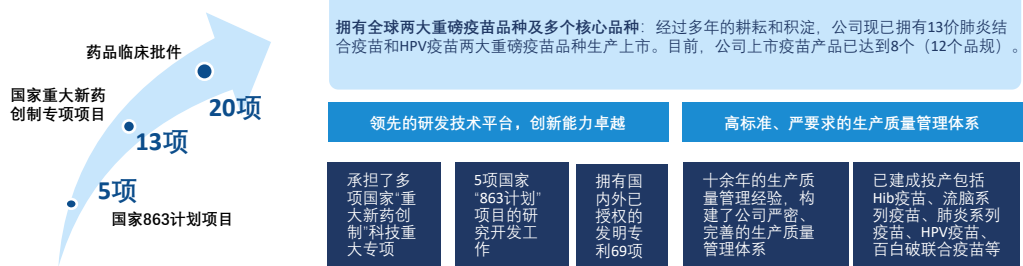 药品临床批件
20项
国家重大新药
创制专项项目
13项
5项
国家863计划项目
拥有全球两大重磅疫苗品种及多个核心品种：经过多年的耕耘和积淀，公司现已拥有13价肺炎结
合疫苗和HPV疫苗两大重磅疫苗品种生产上市。目前，公司上市疫苗产品已达到8个（12个品规）。
领先的研发技术平台，创新能力卓越
高标准、严要求的生产质量管理体系
承担了多
项国家“重
大新药创
制”科技重
大专项
5项国家
“863计划”
项目的研
究开发工
作
拥有国
内外已
授权的
发明专
利69项
十余年的生产质
量管理经验，构
建了公司严密、
完善的生产质量
管理体系
已建成投产包括
Hib疫苗、流脑系
列疫苗、肺炎系列
疫苗、HPV疫苗、
百白破联合疫苗等